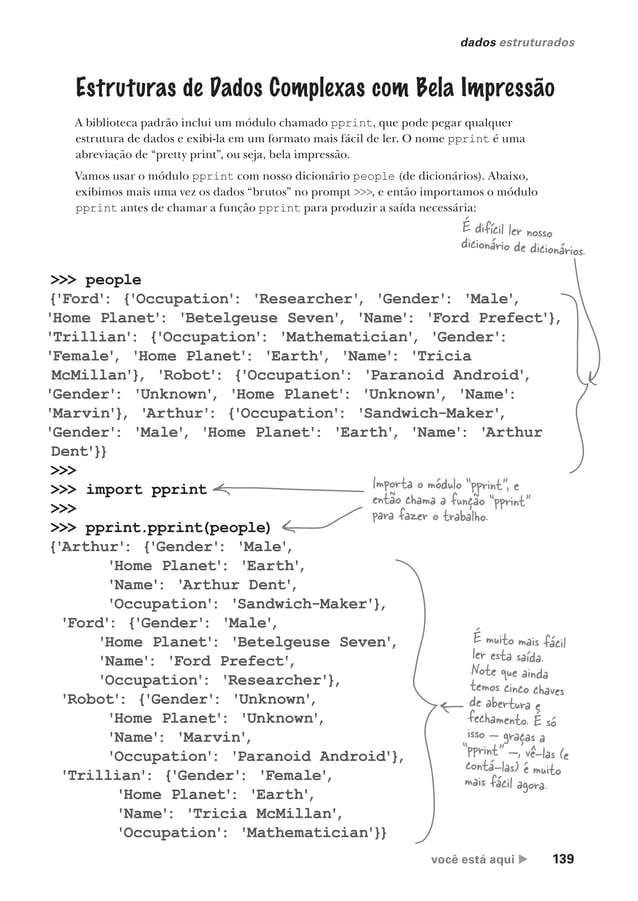 dados estruturados
Estruturas de Dados Complexas com Bela Impressão
A biblioteca padrão inclui um módulo chamado pprint, que pode pegar qualquer
estrutura de dados e exibi-la em um formato mais fácil de ler. O nome pprint é uma
abreviação de “pretty print”, ou seja, bela impressão.
Vamos usar o módulo pprint com nosso dicionário people (de dicionários). Abaixo,
exibimos mais uma vez os dados “brutos” no prompt >>>, e então importamos o módulo
pprint antes de chamar a função pprint para produzir a saída necessária:
É difícil ler nosso
dicionário de dicionários.
>>> people
{'Ford': {'Occupation': 'Researcher', 'Gender': 'Male',
'Home Planet': 'Betelgeuse Seven', 'Name': 'Ford Prefect'},
'Trillian': {'Occupation': 'Mathematician', 'Gender':
'Female', 'Home Planet': 'Earth', 'Name': 'Tricia
McMillan'}, 'Robot': {'Occupation': 'Paranoid Android',
'Gender': 'Unknown', 'Home Planet': 'Unknown', 'Name':
'Marvin'}, 'Arthur': {'Occupation': 'Sandwich-Maker',
'Gender': 'Male', 'Home Planet': 'Earth', 'Name': 'Arthur
Dent'}}
>>>
>>> import pprint
>>>
>>> pprint.pprint(people)
Importa o módulo “pprint”, e
então chama a função “pprint”
para fazer o trabalho.
{'Arthur': {'Gender': 'Male',
'Home Planet': 'Earth',
'Name': 'Arthur Dent',
'Occupation': 'Sandwich-Maker'},
'Ford': {'Gender': 'Male',
'Home Planet': 'Betelgeuse Seven',
'Name': 'Ford Prefect',
'Occupation': 'Researcher'},
'Robot': {'Gender': 'Unknown',
'Home Planet': 'Unknown',
'Name': 'Marvin',
'Occupation': 'Paranoid Android'},
'Trillian': {'Gender': 'Female',
'Home Planet': 'Earth',
'Name': 'Tricia McMillan',
'Occupation': 'Mathematician'}}
É muito mais fácil
ler esta saída.
Note que ainda
temos cinco chaves
de abertura e
fechamento. É só
isso — graças a
“pprint” —, vê-las (e
contá-las) é muito
mais fácil agora.
você está aqui ▶ 139